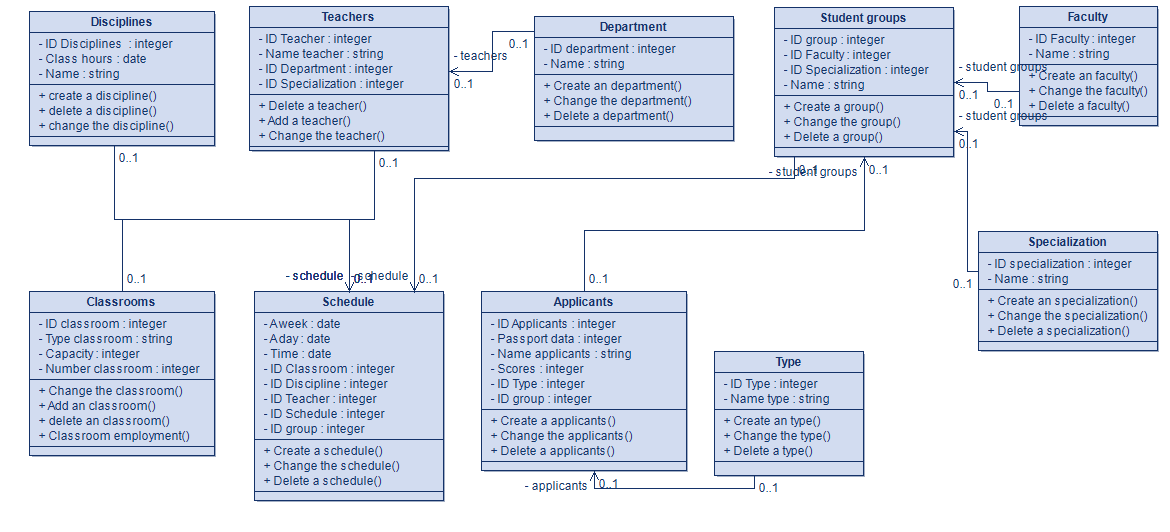 Disciplines
- ID Disciplines : integer
- Class hours : date
- Name : string
+ create a discipline()
+ delete a discipline()
+ change the discipline()
0..1
Teachers
- ID Teacher : integer
- Name teacher : string
- ID Department : integer
- ID Specialization : integer
+ Delete a teacher()
+ Add a teacher()
+ Change the teacher()
0..1
- teachers
0..1
0..1
Department
- ID department : integer
- Name : string
+ Create an department()
+ Change the department()
+ Delete a department()
Student groups
- ID group : integer
- ID Faculty : integer
- ID Specialization : integer
- Name : string
+ Create a group()
+ Change the group()
+ Delete a group()
0..1
- student groups
0..1
Faculty
- ID Faculty : integer
- Name : string
+ Create an faculty()
+ Change the faculty()
+ Delete a faculty()
- student groups
0..1
0..1
- student groups
0..1
Specialization
- ID specialization : integer
- Name : string
+ Create an specialization()
+ Change the specialization()
+ Delete a specialization()
0..1
0..1
Classrooms
- ID classroom : integer
- Type classroom : string
- Capacity : integer
- Number classroom : integer
+ Change the classroom()
+ Add an classroom()
+ delete an classroom()
+ Classroom employment()
- schedule
0..1
- schedule
0..1
Schedule
- A week : date
- A day : date
- Time : date
- ID Classroom : integer
- ID Discipline : integer
- ID Teacher : integer
- ID Schedule : integer
- ID group : integer
+ Create a schedule()
+ Change the schedule()
+ Delete a schedule()
0..1
Applicants
- ID Applicants : integer
- Passport data : integer
- Name applicants : string
- Scores : integer
- ID Type : integer
- ID group : integer
+ Create a applicants()
+ Change the applicants()
+ Delete a applicants()
- applicants
0..1
Type
- ID Type : integer
- Name type : string
+ Create an type()
+ Change the type()
+ Delete a type()
0..1